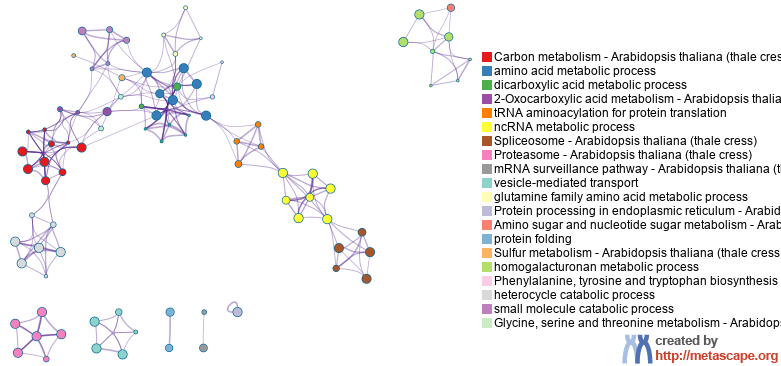 Carbon metabolism - Arabidopsis thaliana (thale cress
amino acid metabolic process
dicarboxylic acid metabolic process
2-Oxocarboxylic acid metabolism - Arabidopsis thalia
tRNA aminoacylation for protein translation
ncRNA metabolic process
Spliceosome - Arabidopsis thaliana (thale cress)
Proteasome - Arabidopsis thaliana (thale cress)
mRNA surveillance pathway - Arabidopsis thaliana (t
vesicle-mediated transport
glutamine family amino acid metabolic process
Protein processing in endoplasmic reticulum - Arabid
Amino sugar and nucleotide sugar metabolism - Arab
protein folding
Sulfur metabolism - Arabidopsis thaliana (thale cress
homogalacturonan metabolic process
Phenylalanine, tyrosine and tryptophan biosynthesis
heterocycle catabolic process
small molecule catabolic process
Glycine, serine and threonine metabolism - Arabidops
created by
http://metascape.org